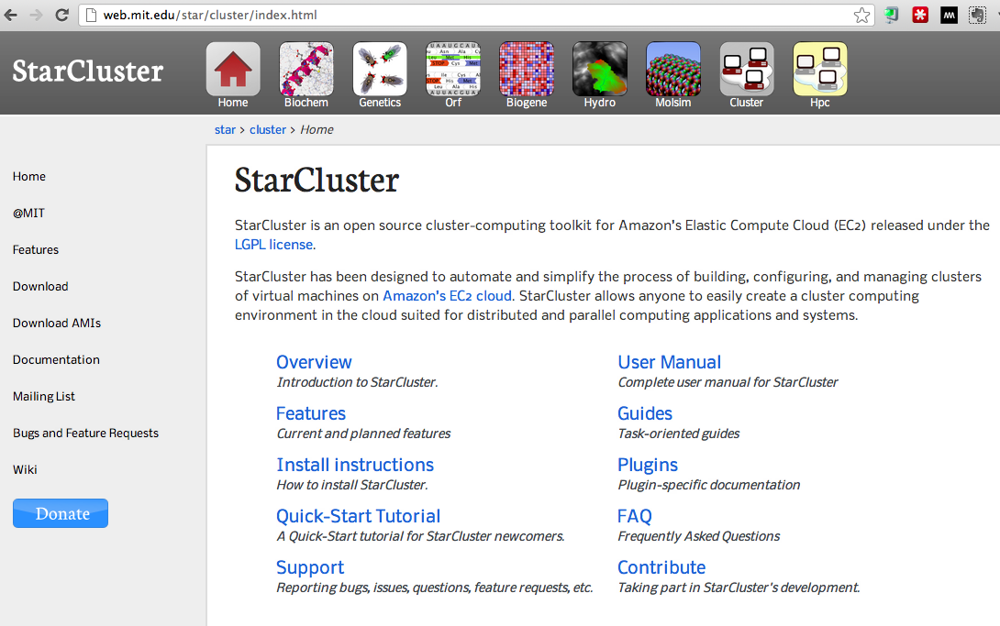 web.mit.edu/star/cluster/index.html
StarCluster
Home
Biochem
Genetics
Orf
Biogene
Hydro
Molsim
Cluster
Hpc
star > cluster > Home
Home
@MIT
Features
Download
Download AMIs
Documentation
Mailing List
Bugs and Feature Requests
Wiki
Donate
StarCluster
StarCluster is an open source cluster-computing toolkit for Amazon's Elastic Compute Cloud (EC2) released under the
LGPL license.
StarCluster has been designed to automate and simplify the process of building, configuring, and managing clusters
of virtual machines on Amazon's EC2 cloud. StarCluster allows anyone to easily create a cluster computing
environment in the cloud suited for distributed and parallel computing applications and systems.
Overview
Introduction to StarCluster.
Features
Current and planned features
Install instructions
How to install StarCluster.
Quick-Start Tutorial
A Quick-Start tutorial for StarCluster newcomers.
Support
Reporting bugs, issues, questions, feature requests, etc.
User Manual
Complete user manual for StarCluster
Guides
Task-oriented guides
Plugins
Plugin-specific documentation
FAQ
Frequently Asked Questions
Contribute
Taking part in StarCluster's development.